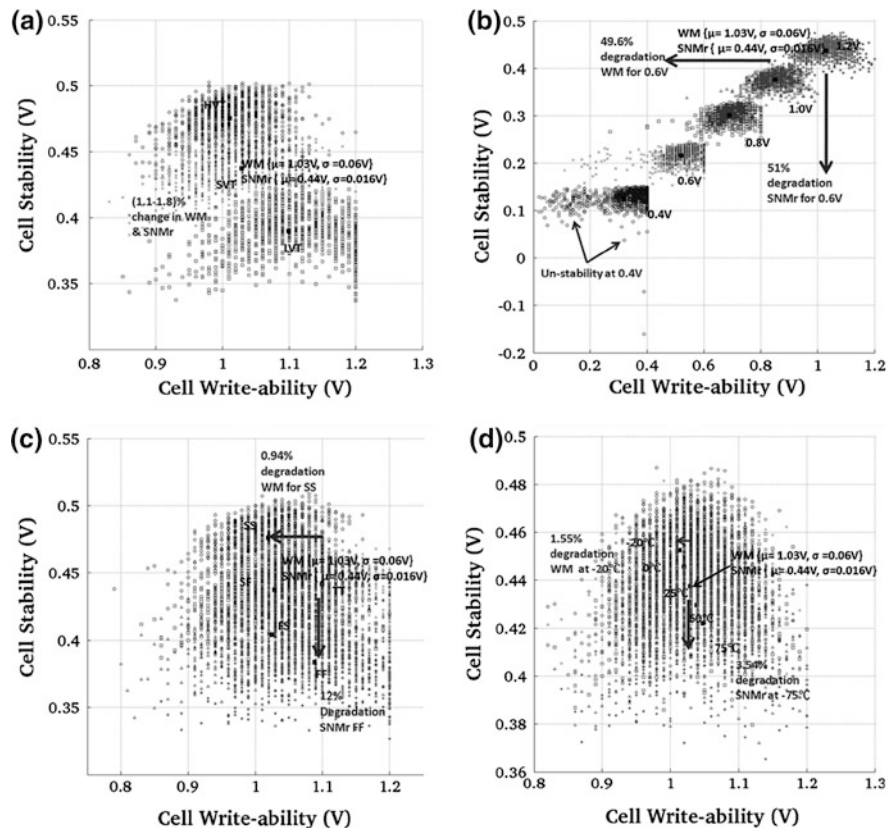 (a)
0.55
0.5
0.45
0.4
0.35
Cell Stability (V)
HVT
WM {μ= 1.03V, σ=0.06V}
SNMr { μ=0.44V, σ=0.016V}
SVT
(1.1-1.8)%
change in WM
& SNMr
LVT
0.8 0.9 1 1.1 1.2 1.3
Cell Write-ability (V)
(b)
0.5
0.4
0.3
0.2
0.1
0
-0.1
-0.2
Cell Stability (V)
49.6%
degradation
WM for 0.6V
WM {μ= 1.03V, σ=0.06V}
SNMr { μ= 0.44V, σ=0.016V}
1.2V
1.0V
0.8V
0.6V
0.4V
51%
degradation
SNMr for 0.6V
Un-stability at 0.4V
0 0.2 0.4 0.6 0.8 1 1.2
Cell Write-ability (V)
(c)
0.55
0.5
0.45
0.4
0.35
Cell Stability (V)
0.94%
degradation
WM for SS
SS
WM {μ= 1.03V, σ =0.06V}
SNMr { μ=0.44V, σ=0.016V}
SF
TT
FS
FF
12%
Degradation
SNMr FF
0.8 0.9 1 1.1 1.2
Cell Write-ability (V)
(d)
0.5
0.48
0.46
0.44
0.42
0.4
0.38
0.36
Cell Stability (V)
1.55%
degradation
WM at -20°C
-20°C
0°C
WM {μ= 1.03V, σ=0.06V}
SNMr { μ=0.44V, σ=0.016V}
25°C
50°C
75°C
3.54%
degradation
SNMr at -75°C
0.8 0.9 1 1.1 1.2 1.3
Cell Write-ability (V)